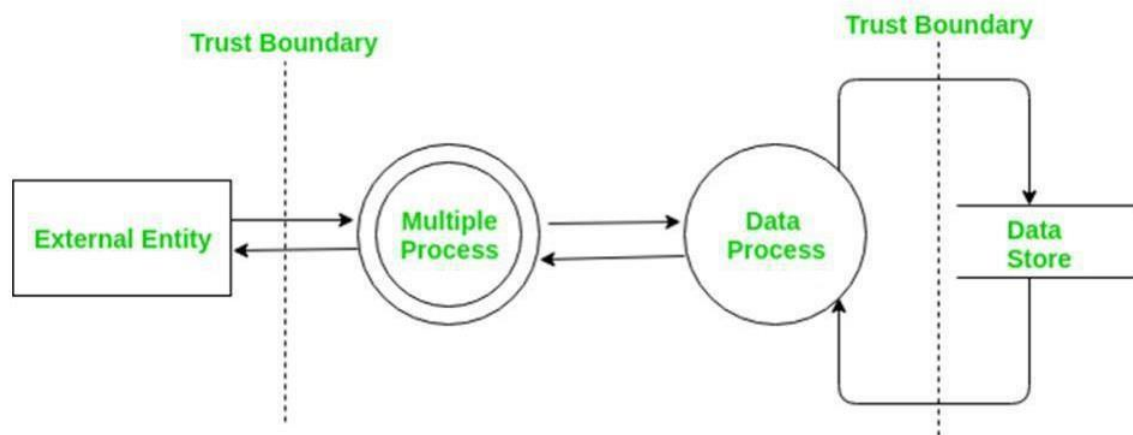 Trust Boundary
Trust Boundary
External Entity
Multiple
Process
Data
Process
Data
Store